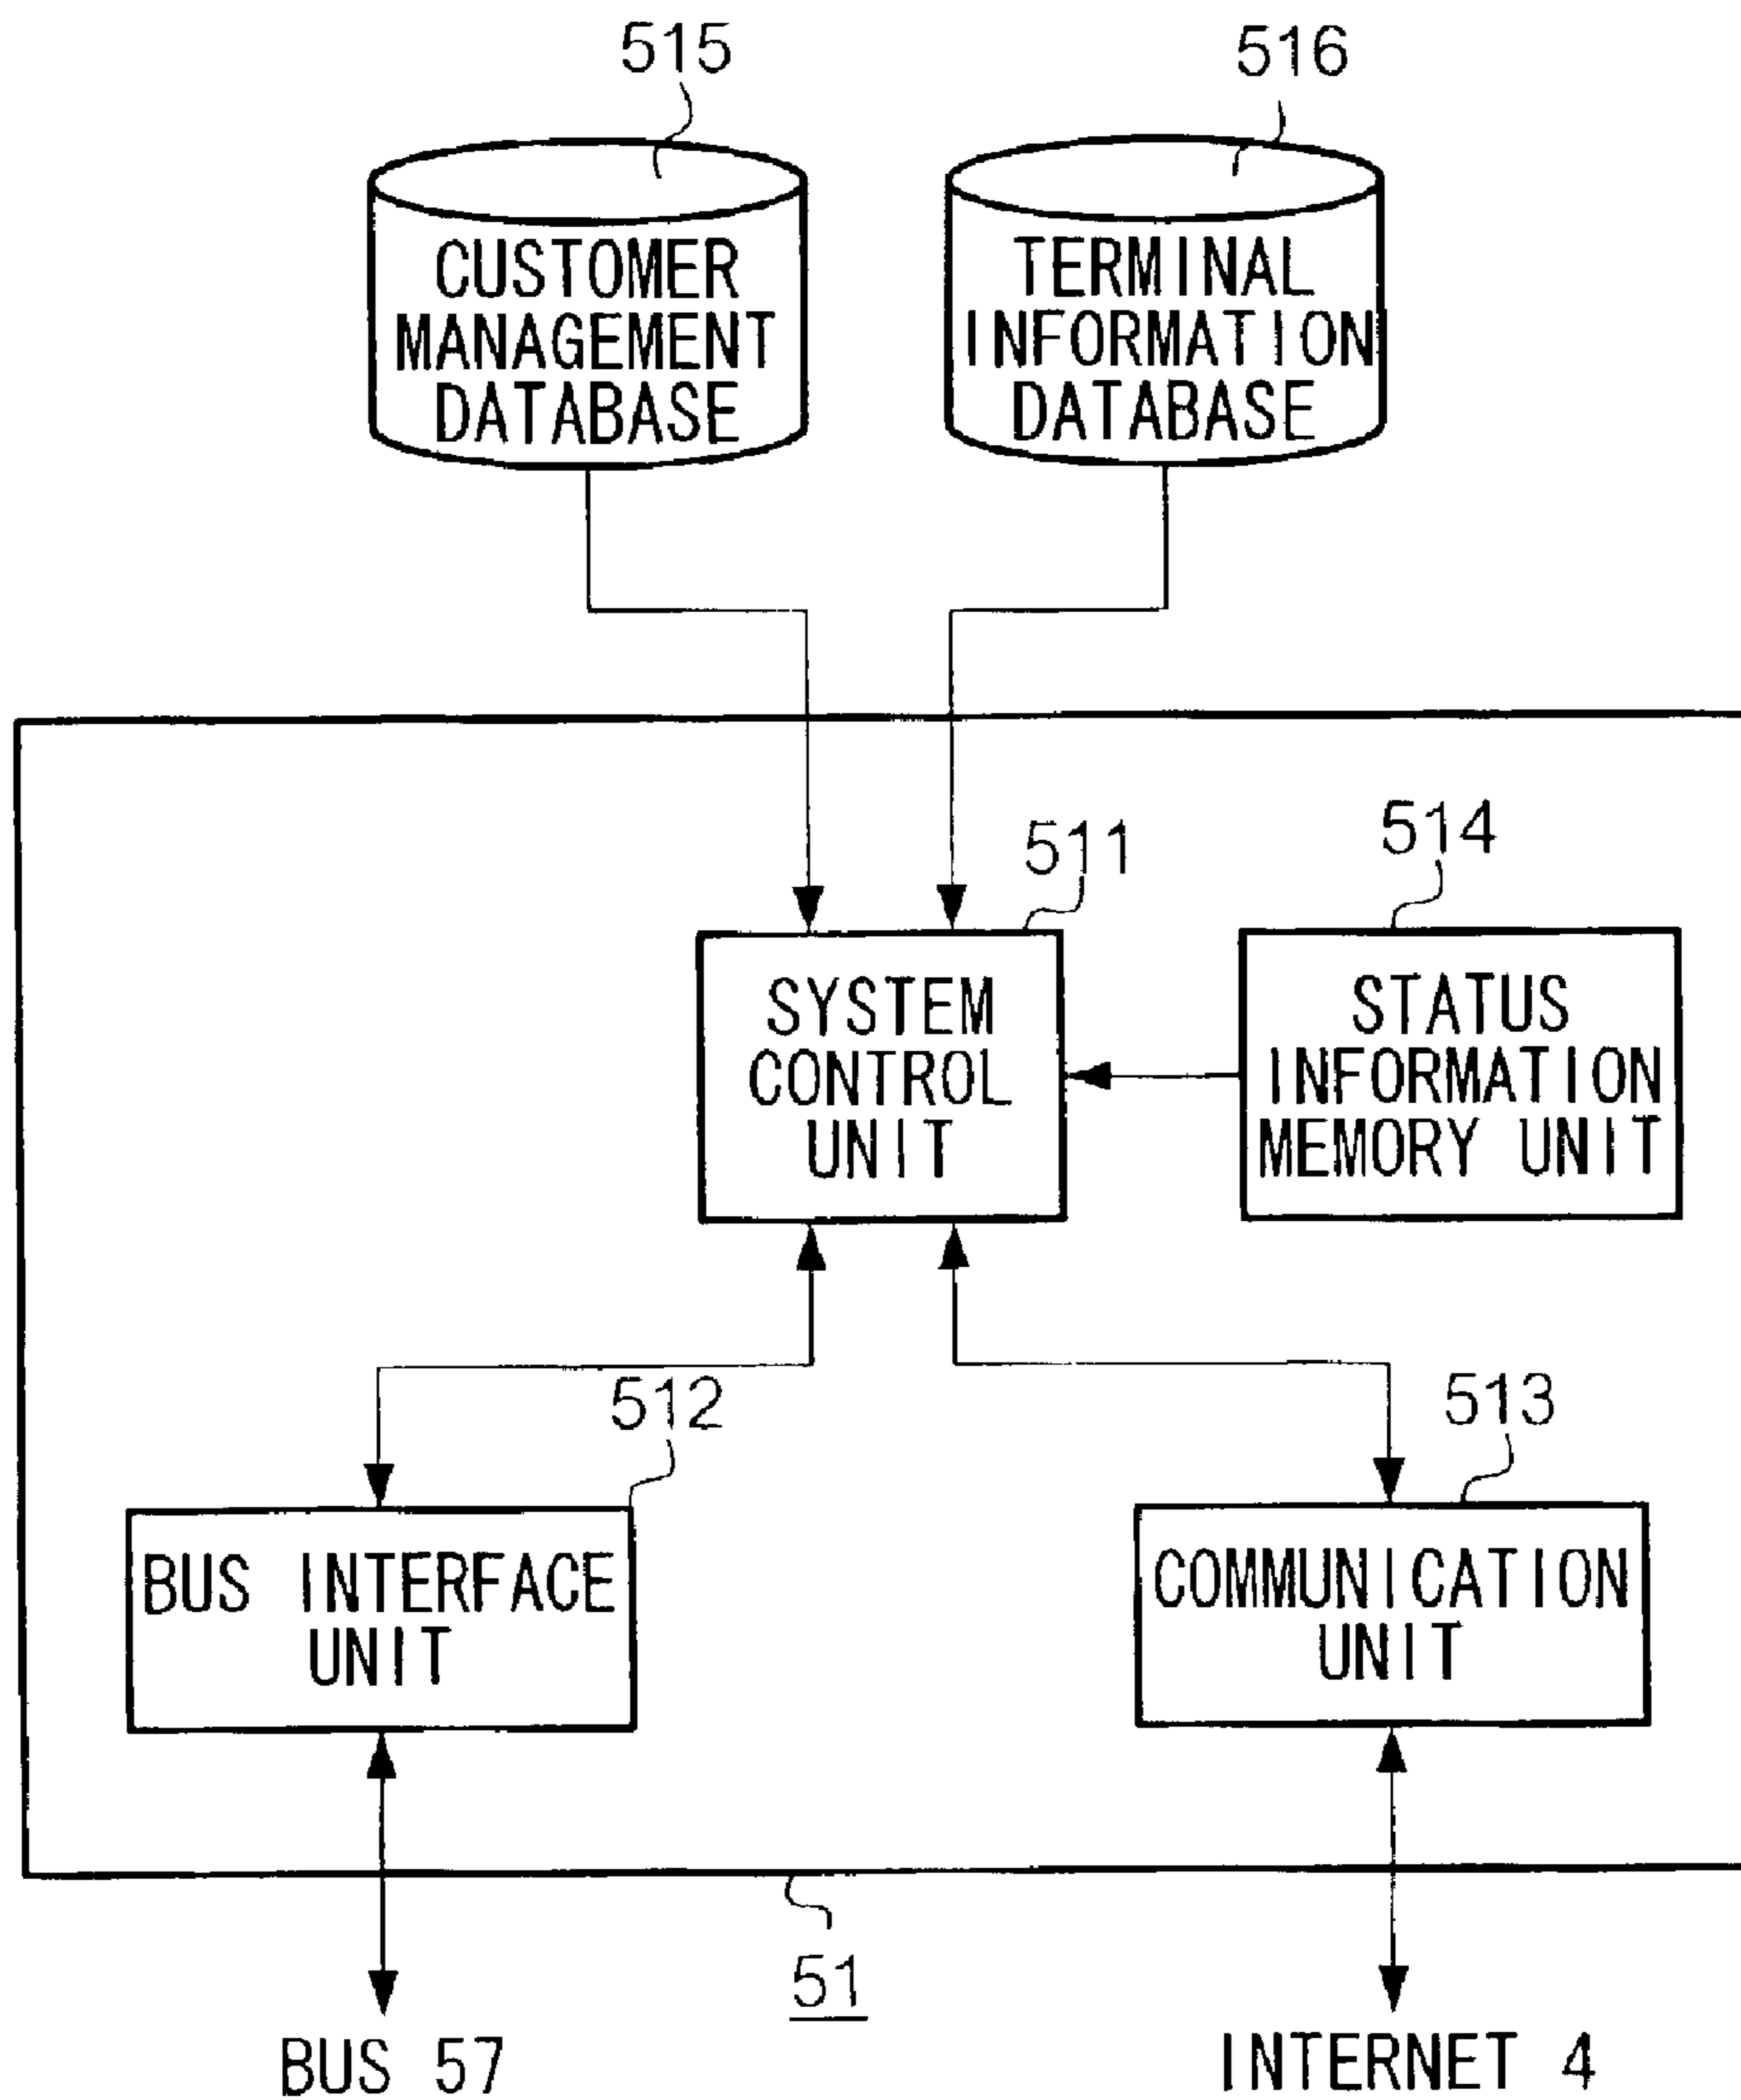 515
516
CUSTOMER
MANAGEMENT
DATABASE
TERMINAL
INFORMATION
DATABASE
511
514
SYSTEM
CONTROL
UNIT
STATUS
INFORMATION
MEMORY UNIT
512
513
BUS INTERFACE
UNIT
COMMUNICATION
UNIT
51
BUS 57
INTERNET 4